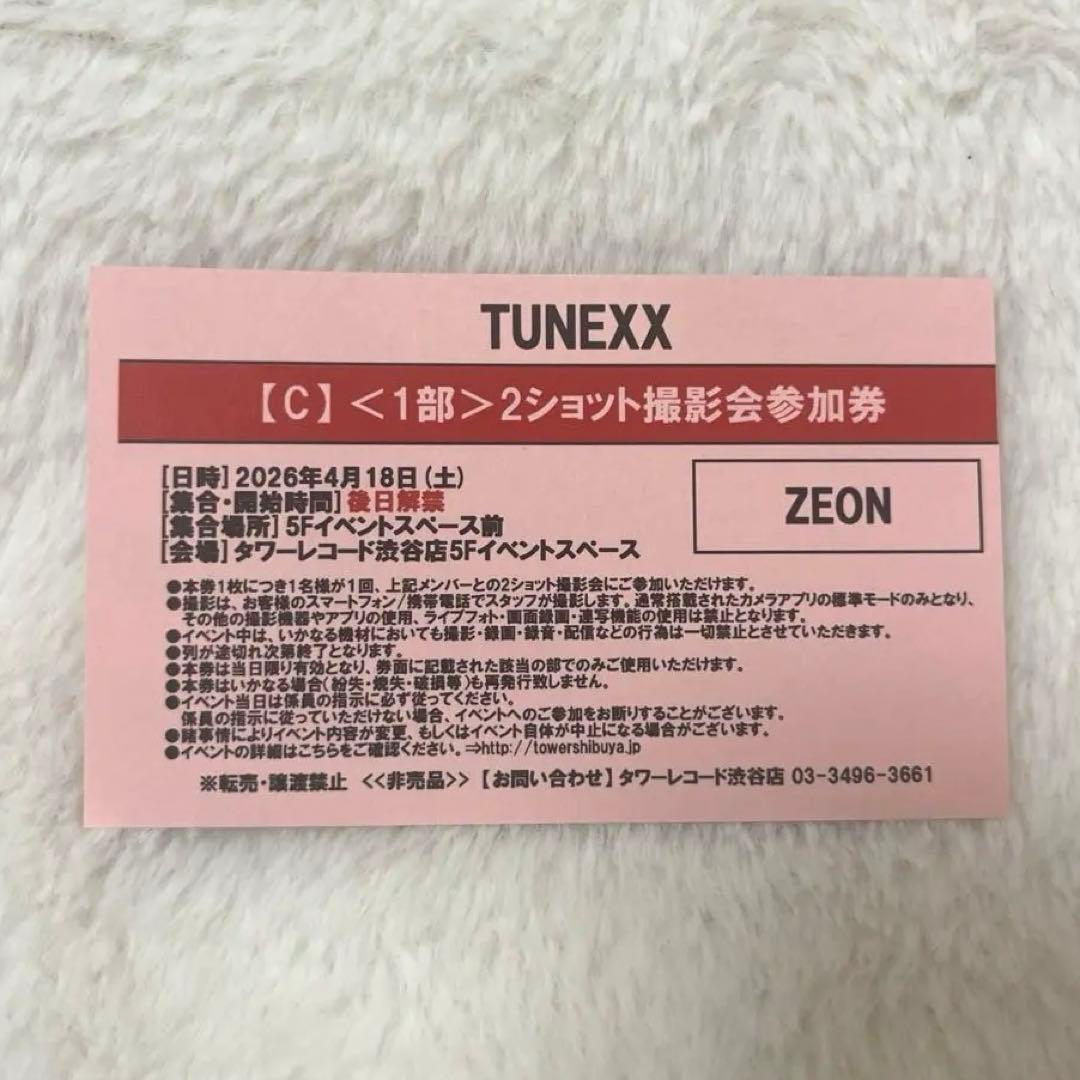 TUNEXX
【C】＜1部＞2ショット撮影会参加券
[日時] 2026年4月18日(土)
[集合・開始時間] 後日解禁
[集合場所] 5Fイベントスペース前
[会場] タワーレコード渋谷店5Fイベントスペース
ZEON
●本券1枚につき1名様が1回、上記メンバーとの2ショット撮影会にご参加いただけます。
●撮影は、お客様のスマートフォン/携帯電話でスタッフが撮影します。通常搭載されたカメラアプリの標準モードのみとなり、
その他の撮影機器やアプリの使用、ライブフォト・画面録画・連写機能の使用は禁止となります。
●イベント中は、いかなる機材においても撮影・録画・録音・配信などの行為は一切禁止とさせていただきます。
●列が途切れ次第終了となります。
●本券は当日限り有効となり、券面に記載された該当の部でのみご使用いただけます。
●本券はいかなる場合(紛失・焼失・破損等)も再発行致しません。
●イベント当日は係員の指示に必ず従ってください。
係員の指示に従っていただけない場合、イベントへのご参加をお断りすることがございます。
●諸事情によりイベント内容が変更、もしくはイベント自体が中止になる場合がございます。
●イベントの詳細はこちらをご確認ください。⇒http://towershibuya.jp
※転売・譲渡禁止 <<非売品>> 【お問い合わせ】タワーレコード渋谷店 03-3496-3661